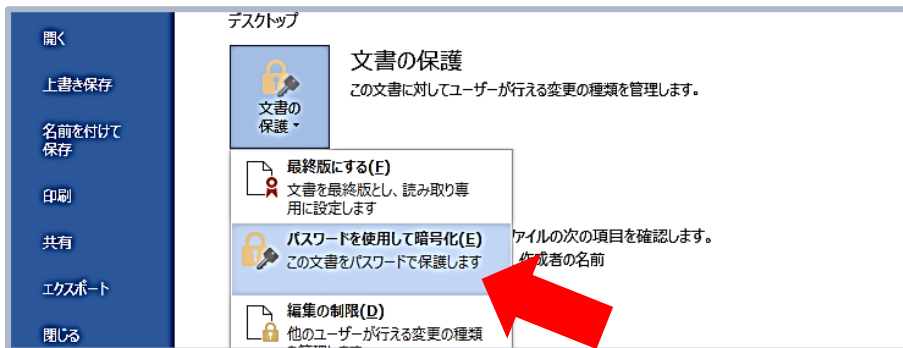 開く
上書き保存
名前を付けて
保存
印刷
共有
エクスポート
閉じる
デスクトップ
文書の
保護
文書の保護
この文書に対してユーザーが行える変更の種類を管理します。
最終版にする(F)
文書を最終版とし、読み取り専
用に設定します
パスワードを使用して暗号化(E)
この文書をパスワードで保護します
編集の制限(D)
他のユーザーが行える変更の種類
ファイルの次の項目を確認します。
作成者の名前